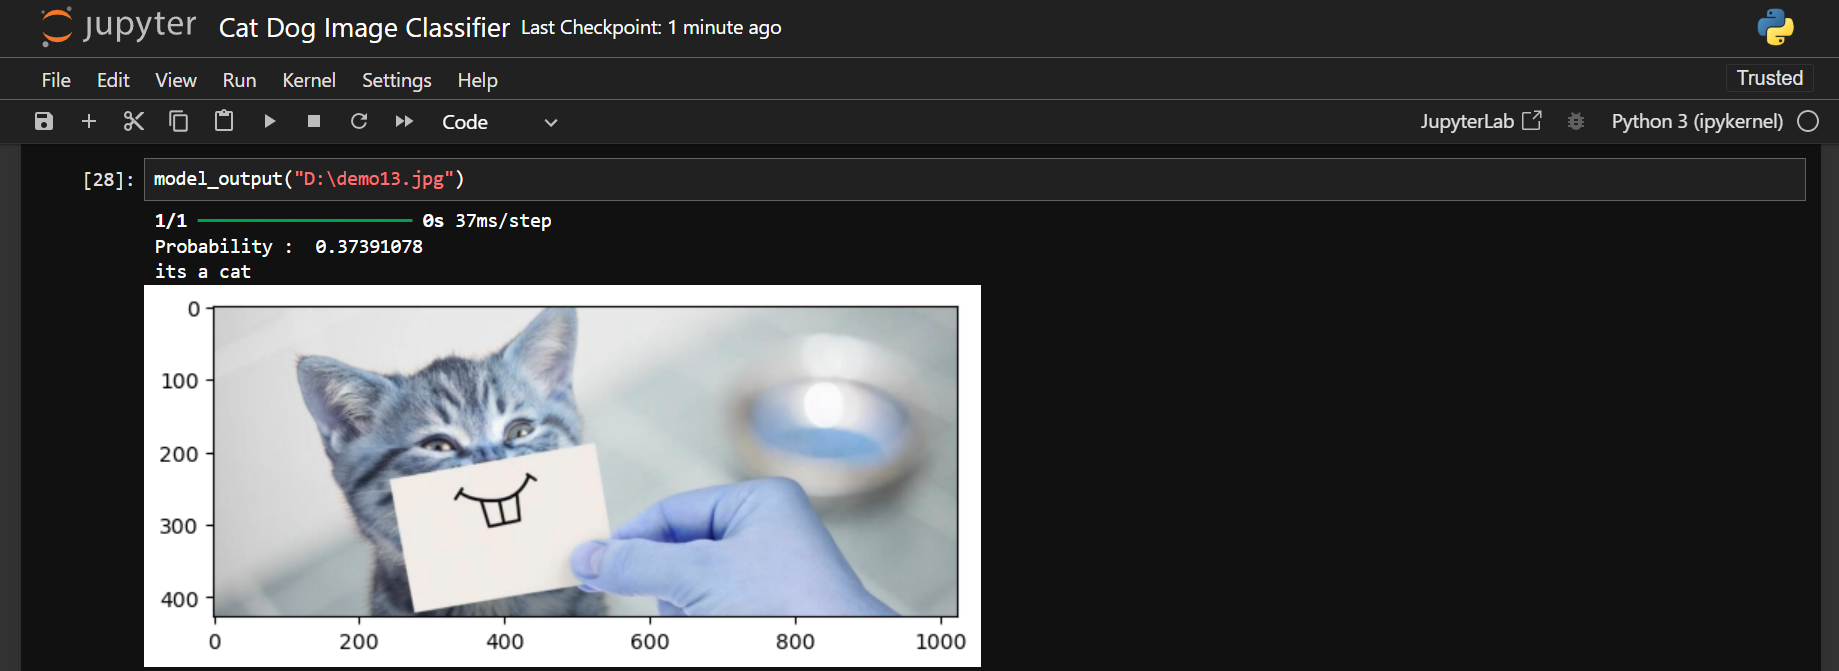 jupyter Cat Dog Image Classifier Last Checkpoint: 1 minute ago
File Edit View Run Kernel Settings Help Trusted
Code JupyterLab Python 3 (ipykernel)
[28]: model_output("D:\demo13.jpg")
1/1 0s 37ms/step
Probability : 0.37391078
its a cat
0
100
200
300
400
0 200 400 600 800 1000